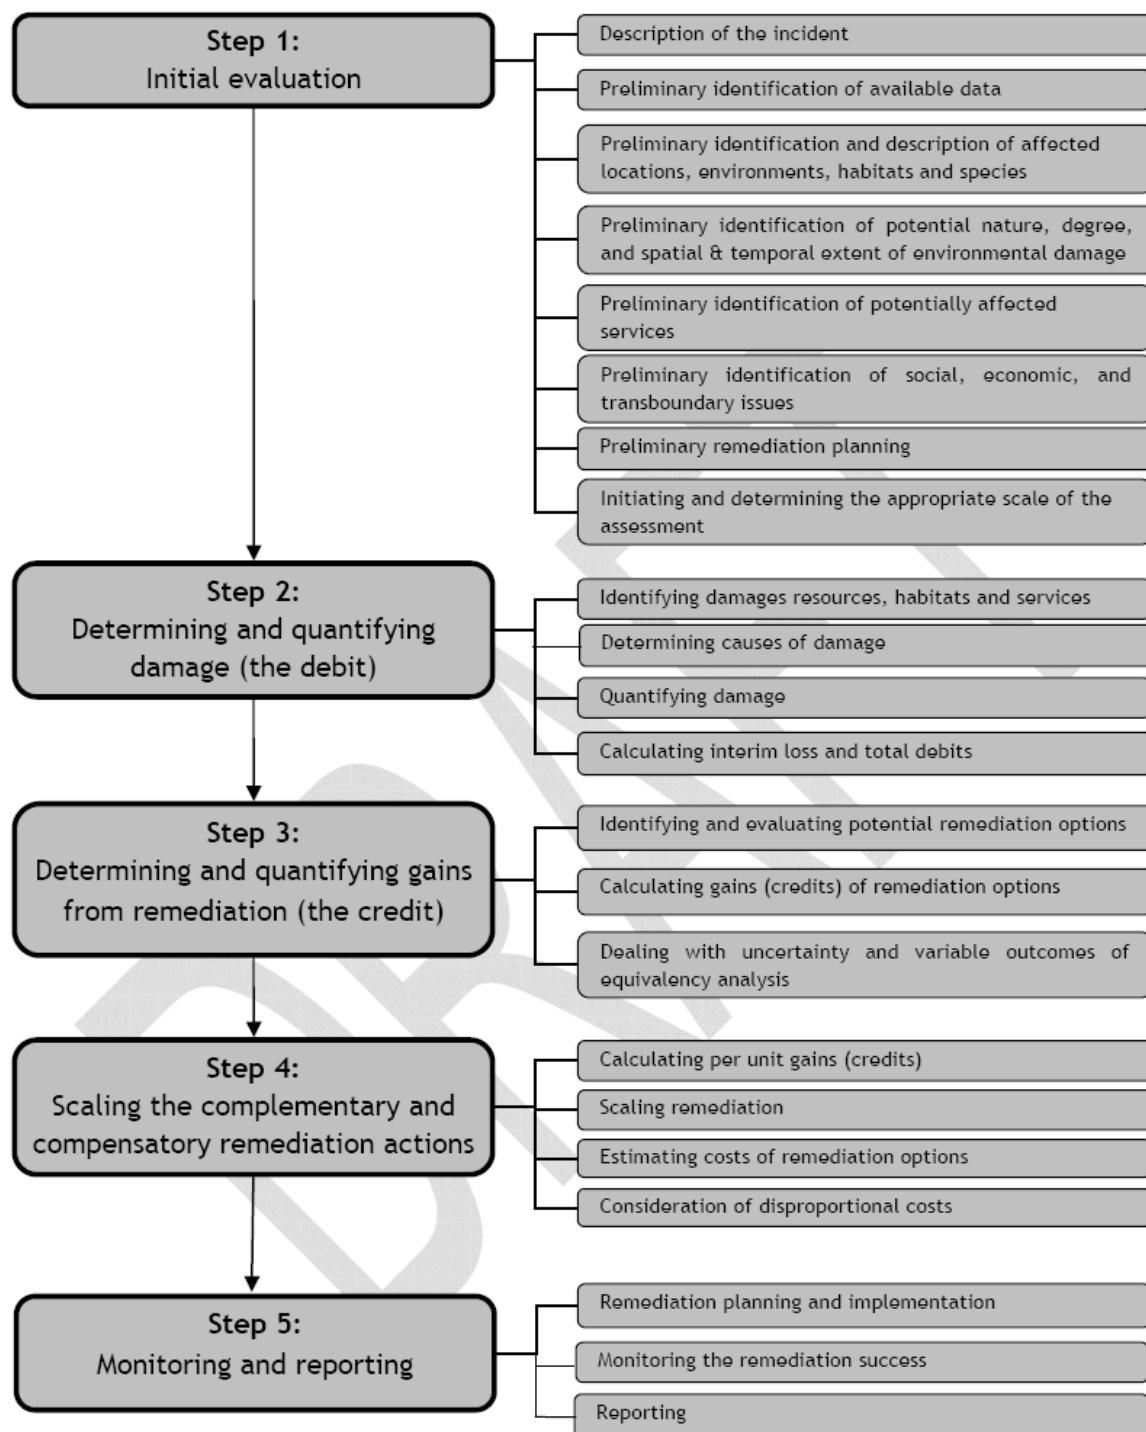 Step 1:
Initial evaluation
Description of the incident
Preliminary identification of available data
Preliminary identification and description of affected
locations, environments, habitats and species
Preliminary identification of potential nature, degree,
and spatial & temporal extent of environmental damage
Preliminary identification of potentially affected
services
Preliminary identification of social, economic, and
transboundary issues
Preliminary remediation planning
Initiating and determining the appropriate scale of the
assessment
Step 2:
Determining and quantifying
damage (the debit)
Identifying damages resources, habitats and services
Determining causes of damage
Quantifying damage
Calculating interim loss and total debits
Step 3:
Determining and quantifying gains
from remediation (the credit)
Identifying and evaluating potential remediation options
Calculating gains (credits) of remediation options
Dealing with uncertainty and variable outcomes of
equivalency analysis
Step 4:
Scaling the complementary and
compensatory remediation actions
Calculating per unit gains (credits)
Scaling remediation
Estimating costs of remediation options
Consideration of disproportional costs
Step 5:
Monitoring and reporting
Remediation planning and implementation
Monitoring the remediation success
Reporting
DRAFT